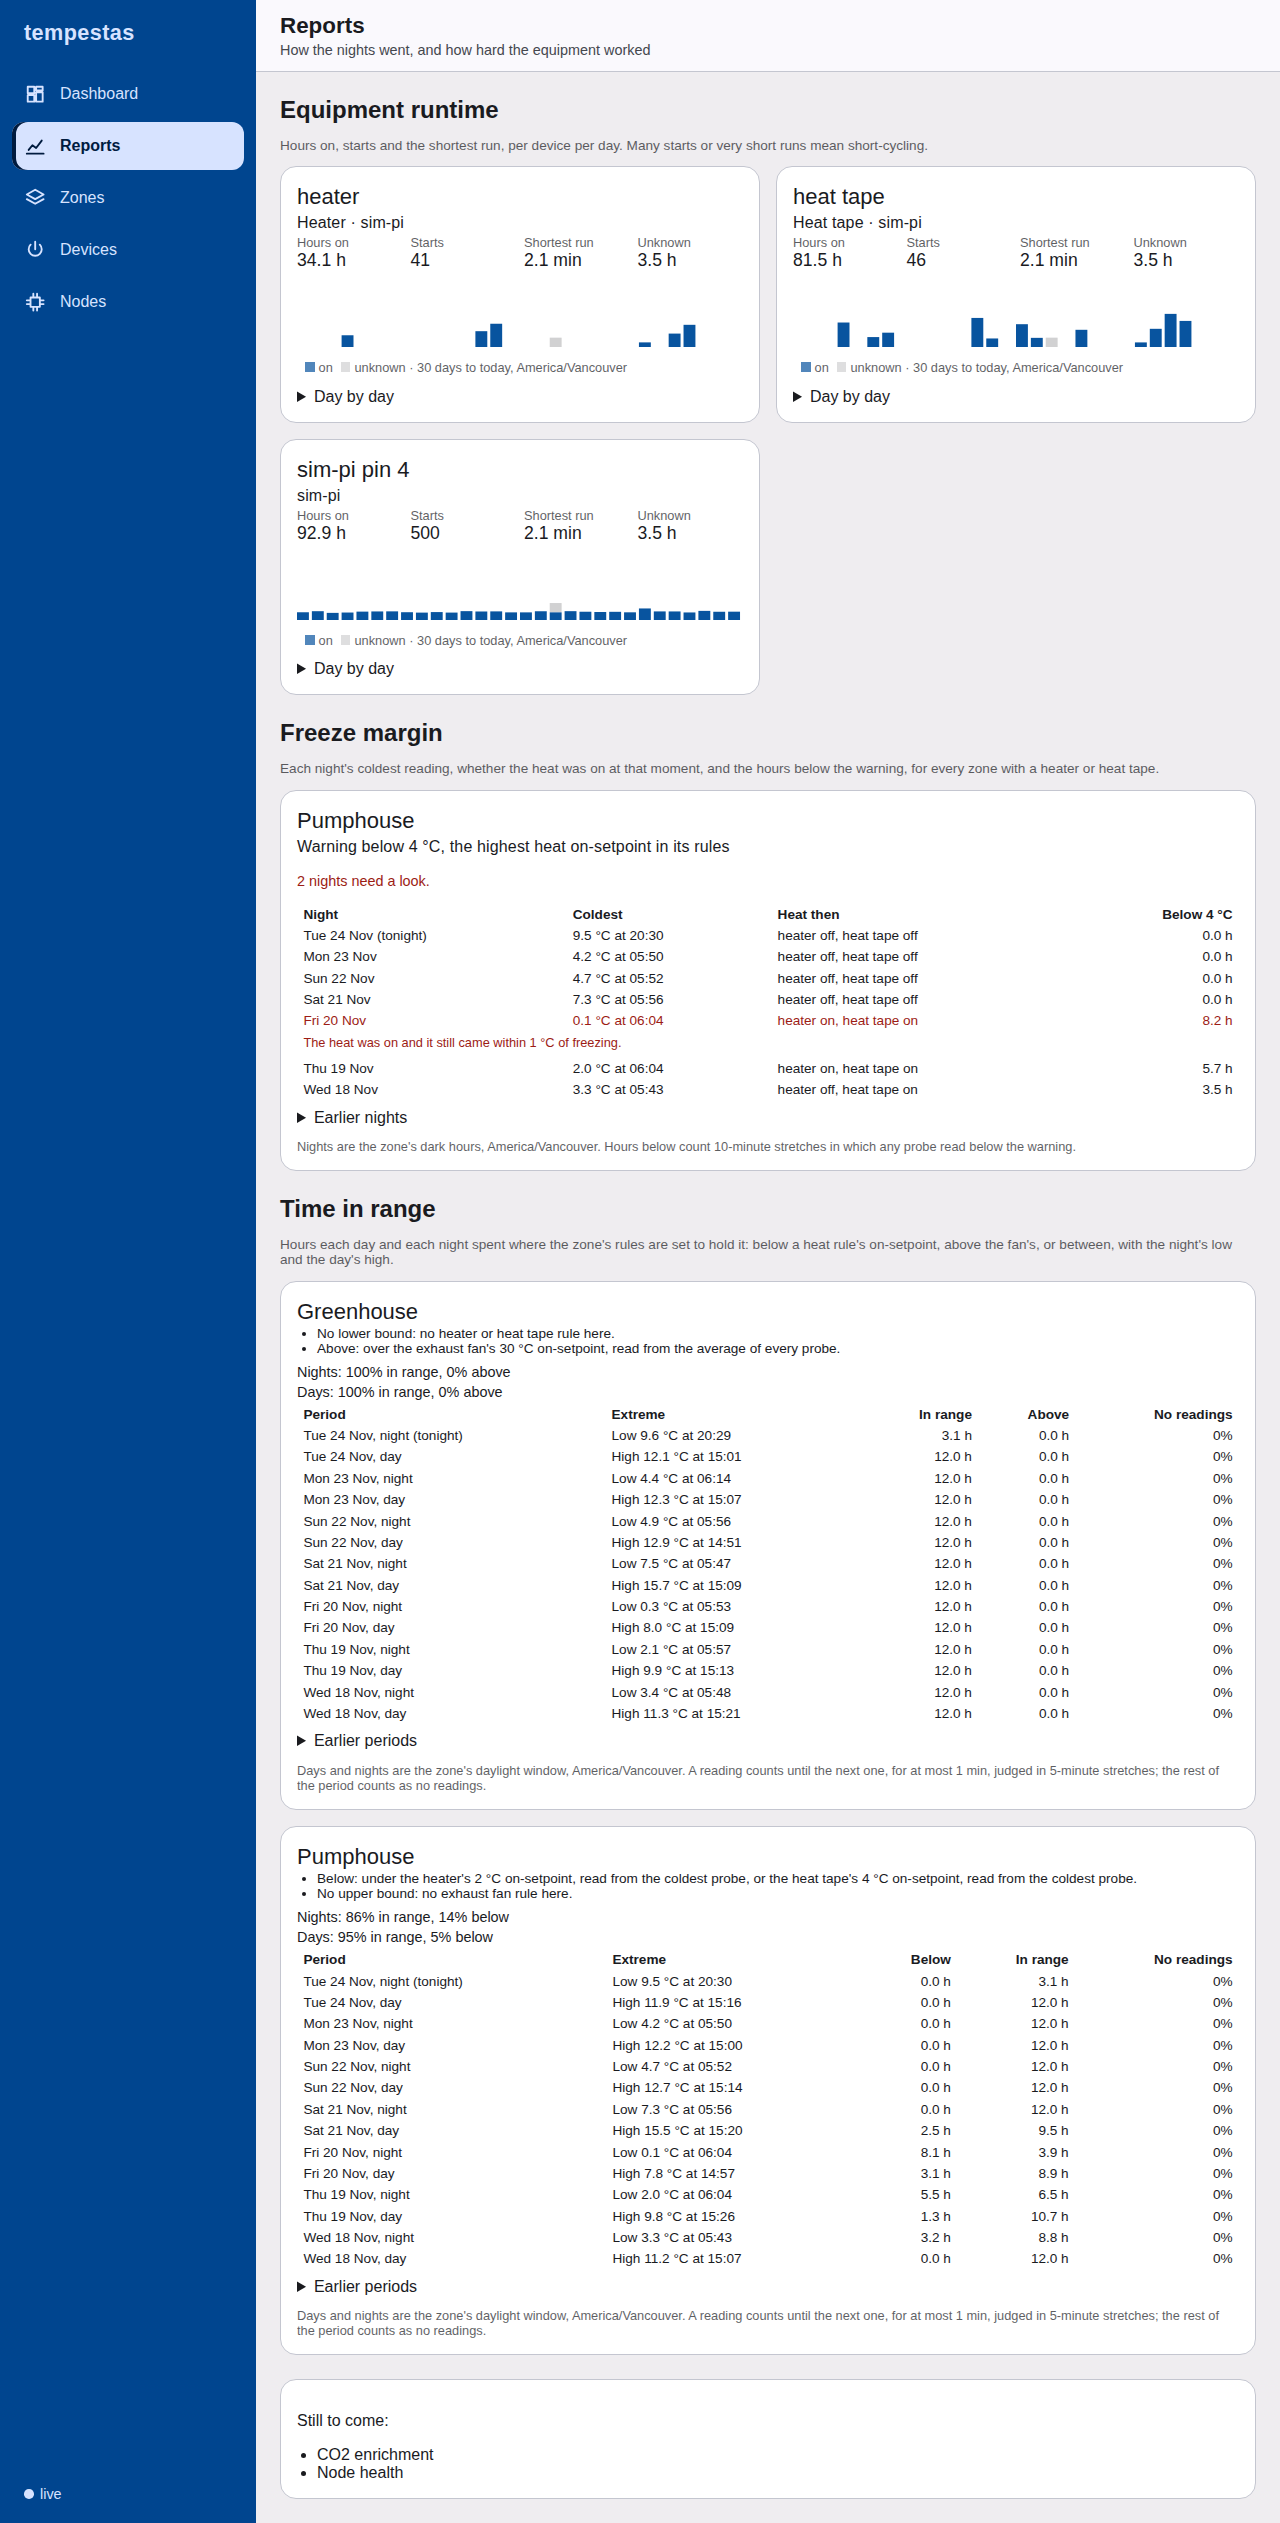 tempestas
Dashboard
Reports
Zones
Devices
Nodes
live
Reports
How the nights went, and how hard the equipment worked
Equipment runtime
Hours on, starts and the shortest run, per device per day. Many starts or very short runs mean short-cycling.
heater
Heater · sim-pi
Hours on Starts Shortest run Unknown
34.1 h 41 2.1 min 3.5 h
on unknown · 30 days to today, America/Vancouver
Day by day
heat tape
Heat tape · sim-pi
Hours on Starts Shortest run Unknown
81.5 h 46 2.1 min 3.5 h
on unknown · 30 days to today, America/Vancouver
Day by day
sim-pi pin 4
sim-pi
Hours on Starts Shortest run Unknown
92.9 h 500 2.1 min 3.5 h
on unknown · 30 days to today, America/Vancouver
Day by day
Freeze margin
Each night's coldest reading, whether the heat was on at that moment, and the hours below the warning, for every zone with a heater or heat tape.
Pumphouse
Warning below 4 °C, the highest heat on-setpoint in its rules
2 nights need a look.
Night Coldest Heat then Below 4 °C
Tue 24 Nov (tonight) 9.5 °C at 20:30 heater off, heat tape off 0.0 h
Mon 23 Nov 4.2 °C at 05:50 heater off, heat tape off 0.0 h
Sun 22 Nov 4.7 °C at 05:52 heater off, heat tape off 0.0 h
Sat 21 Nov 7.3 °C at 05:56 heater off, heat tape off 0.0 h
Fri 20 Nov 0.1 °C at 06:04 heater on, heat tape on 8.2 h
The heat was on and it still came within 1 °C of freezing.
Thu 19 Nov 2.0 °C at 06:04 heater on, heat tape on 5.7 h
Wed 18 Nov 3.3 °C at 05:43 heater off, heat tape on 3.5 h
Earlier nights
Nights are the zone's dark hours, America/Vancouver. Hours below count 10-minute stretches in which any probe read below the warning.
Time in range
Hours each day and each night spent where the zone's rules are set to hold it: below a heat rule's on-setpoint, above the fan's, or between, with the night's low
and the day's high.
Greenhouse
• No lower bound: no heater or heat tape rule here.
• Above: over the exhaust fan's 30 °C on-setpoint, read from the average of every probe.
Nights: 100% in range, 0% above
Days: 100% in range, 0% above
Period Extreme In range Above No readings
Tue 24 Nov, night (tonight) Low 9.6 °C at 20:29 3.1 h 0.0 h 0%
Tue 24 Nov, day High 12.1 °C at 15:01 12.0 h 0.0 h 0%
Mon 23 Nov, night Low 4.4 °C at 06:14 12.0 h 0.0 h 0%
Mon 23 Nov, day High 12.3 °C at 15:07 12.0 h 0.0 h 0%
Sun 22 Nov, night Low 4.9 °C at 05:56 12.0 h 0.0 h 0%
Sun 22 Nov, day High 12.9 °C at 14:51 12.0 h 0.0 h 0%
Sat 21 Nov, night Low 7.5 °C at 05:47 12.0 h 0.0 h 0%
Sat 21 Nov, day High 15.7 °C at 15:09 12.0 h 0.0 h 0%
Fri 20 Nov, night Low 0.3 °C at 05:53 12.0 h 0.0 h 0%
Fri 20 Nov, day High 8.0 °C at 15:09 12.0 h 0.0 h 0%
Thu 19 Nov, night Low 2.1 °C at 05:57 12.0 h 0.0 h 0%
Thu 19 Nov, day High 9.9 °C at 15:13 12.0 h 0.0 h 0%
Wed 18 Nov, night Low 3.4 °C at 05:48 12.0 h 0.0 h 0%
Wed 18 Nov, day High 11.3 °C at 15:21 12.0 h 0.0 h 0%
Earlier periods
Days and nights are the zone's daylight window, America/Vancouver. A reading counts until the next one, for at most 1 min, judged in 5-minute stretches; the rest of
the period counts as no readings.
Pumphouse
• Below: under the heater's 2 °C on-setpoint, read from the coldest probe, or the heat tape's 4 °C on-setpoint, read from the coldest probe.
• No upper bound: no exhaust fan rule here.
Nights: 86% in range, 14% below
Days: 95% in range, 5% below
Period Extreme Below In range No readings
Tue 24 Nov, night (tonight) Low 9.5 °C at 20:30 0.0 h 3.1 h 0%
Tue 24 Nov, day High 11.9 °C at 15:16 0.0 h 12.0 h 0%
Mon 23 Nov, night Low 4.2 °C at 05:50 0.0 h 12.0 h 0%
Mon 23 Nov, day High 12.2 °C at 15:00 0.0 h 12.0 h 0%
Sun 22 Nov, night Low 4.7 °C at 05:52 0.0 h 12.0 h 0%
Sun 22 Nov, day High 12.7 °C at 15:14 0.0 h 12.0 h 0%
Sat 21 Nov, night Low 7.3 °C at 05:56 0.0 h 12.0 h 0%
Sat 21 Nov, day High 15.5 °C at 15:20 2.5 h 9.5 h 0%
Fri 20 Nov, night Low 0.1 °C at 06:04 8.1 h 3.9 h 0%
Fri 20 Nov, day High 7.8 °C at 14:57 3.1 h 8.9 h 0%
Thu 19 Nov, night Low 2.0 °C at 06:04 5.5 h 6.5 h 0%
Thu 19 Nov, day High 9.8 °C at 15:26 1.3 h 10.7 h 0%
Wed 18 Nov, night Low 3.3 °C at 05:43 3.2 h 8.8 h 0%
Wed 18 Nov, day High 11.2 °C at 15:07 0.0 h 12.0 h 0%
Earlier periods
Days and nights are the zone's daylight window, America/Vancouver. A reading counts until the next one, for at most 1 min, judged in 5-minute stretches; the rest of
the period counts as no readings.
Still to come:
• CO2 enrichment
• Node health